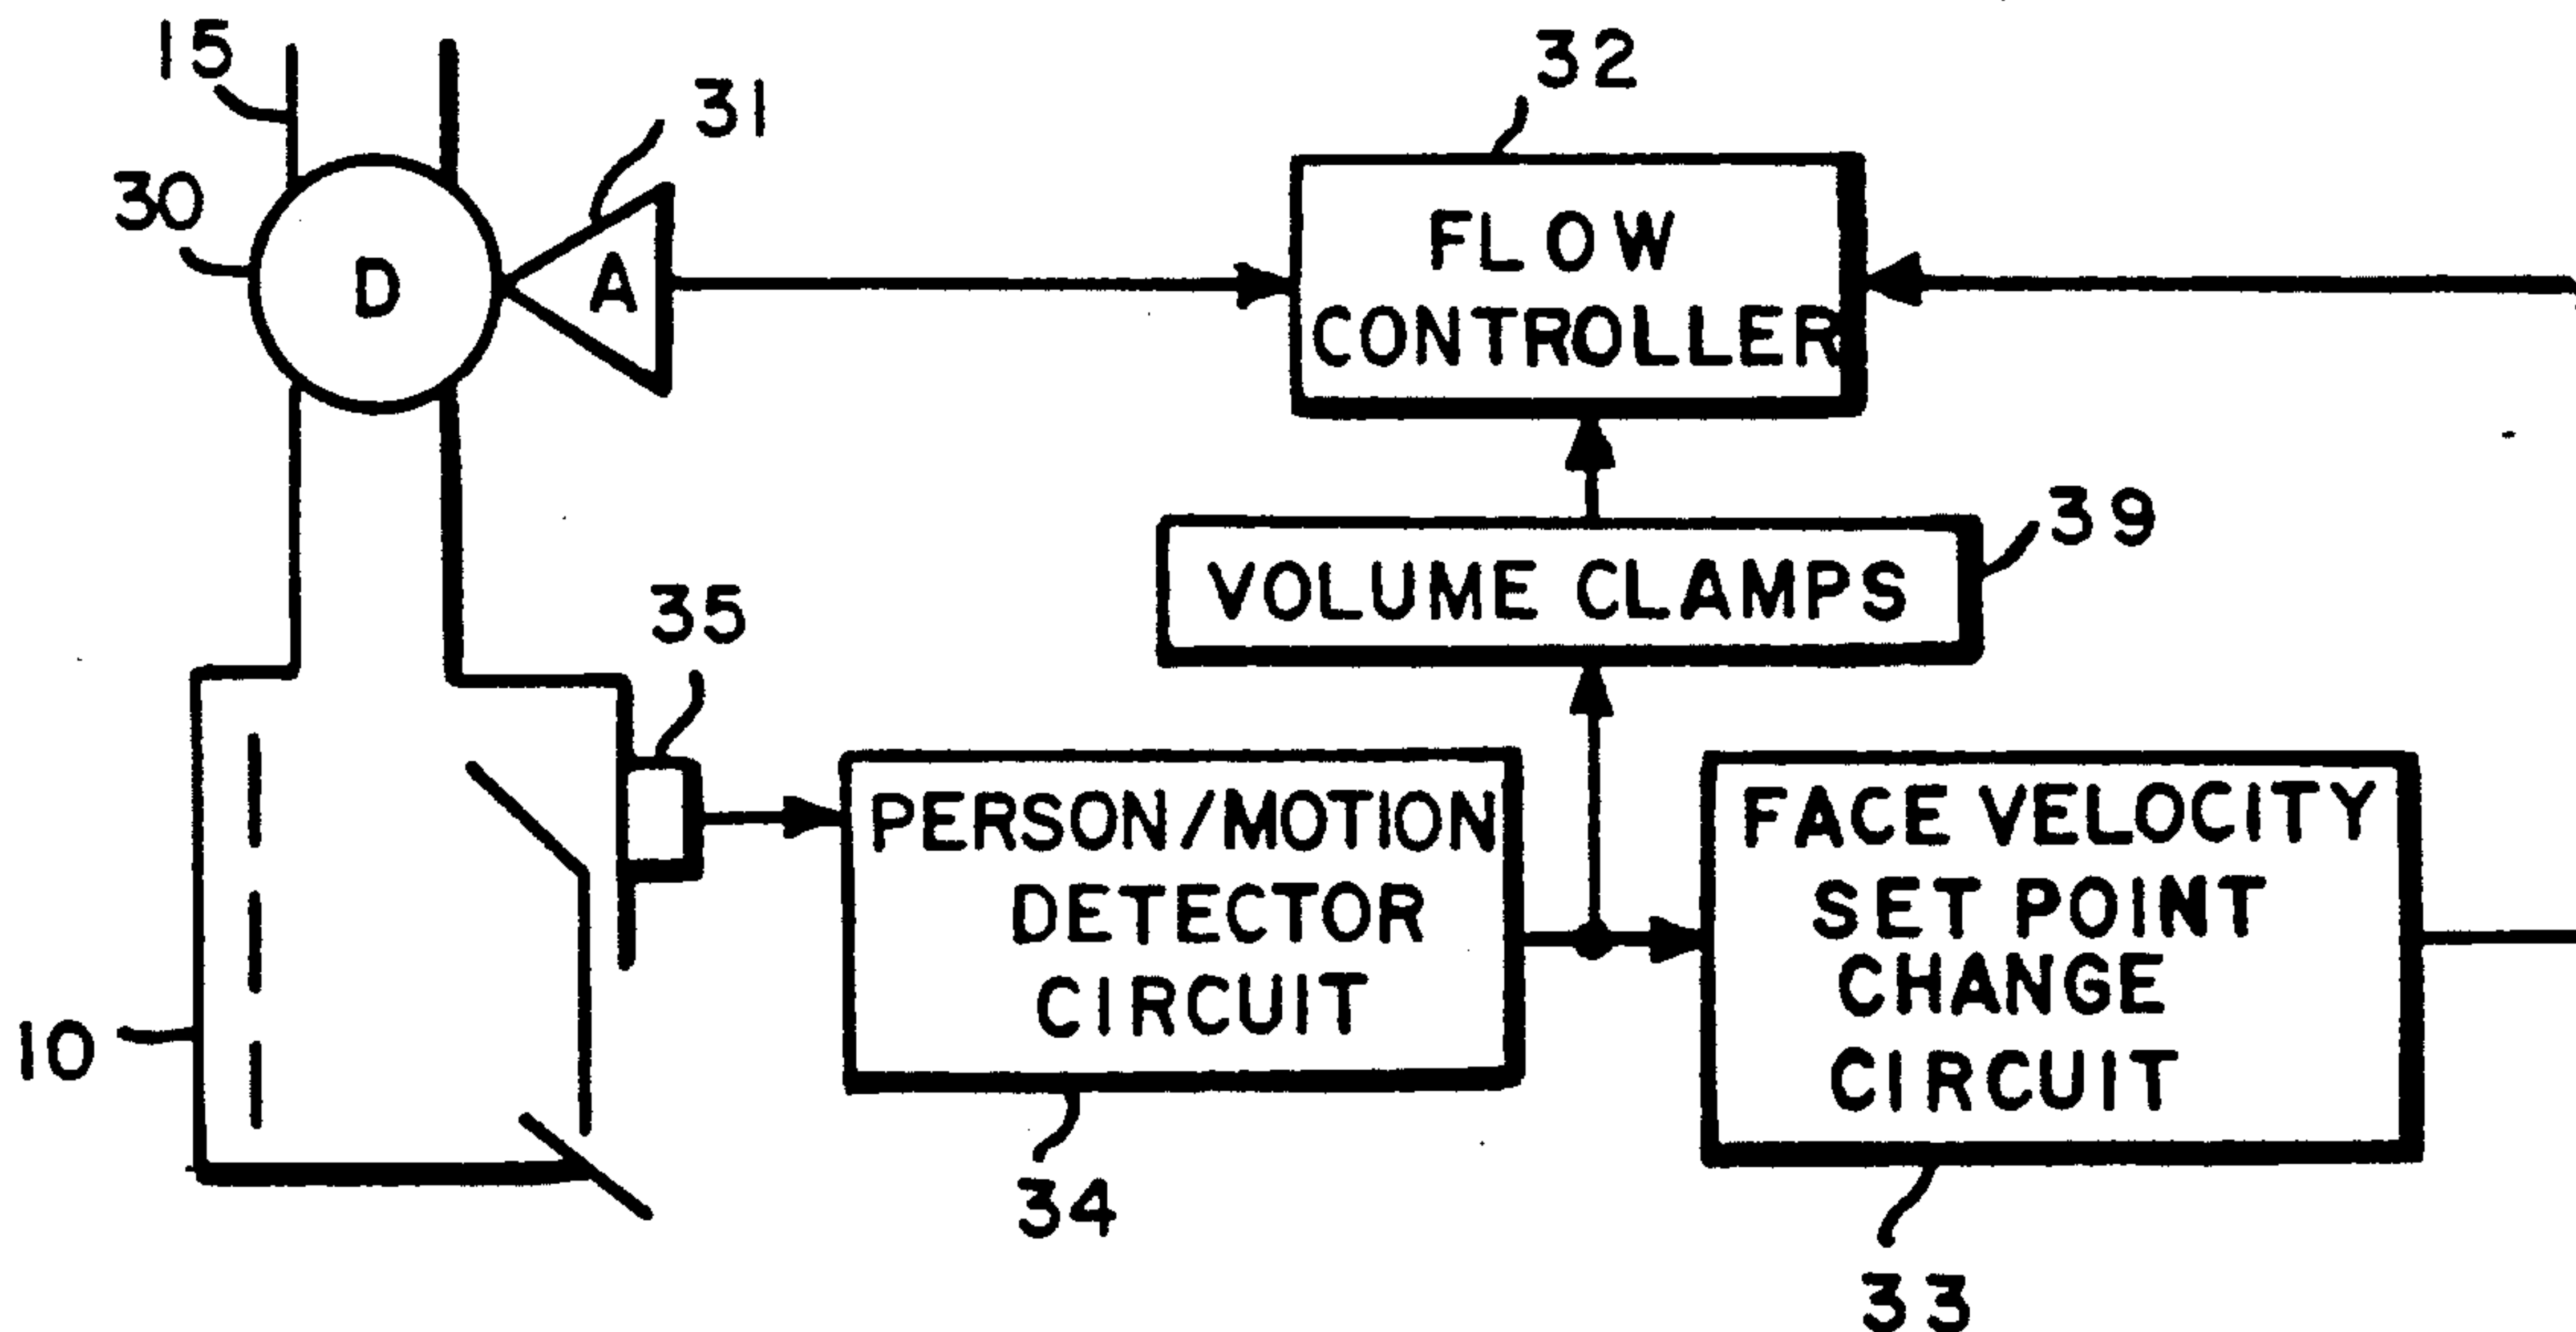 15
31
32
30
D
A
FLOW
CONTROLLER
39
VOLUME CLAMPS
35
PERSON/MOTION
DETECTOR
CIRCUIT
FACE VELOCITY
SET POINT
CHANGE
CIRCUIT
10
34
33